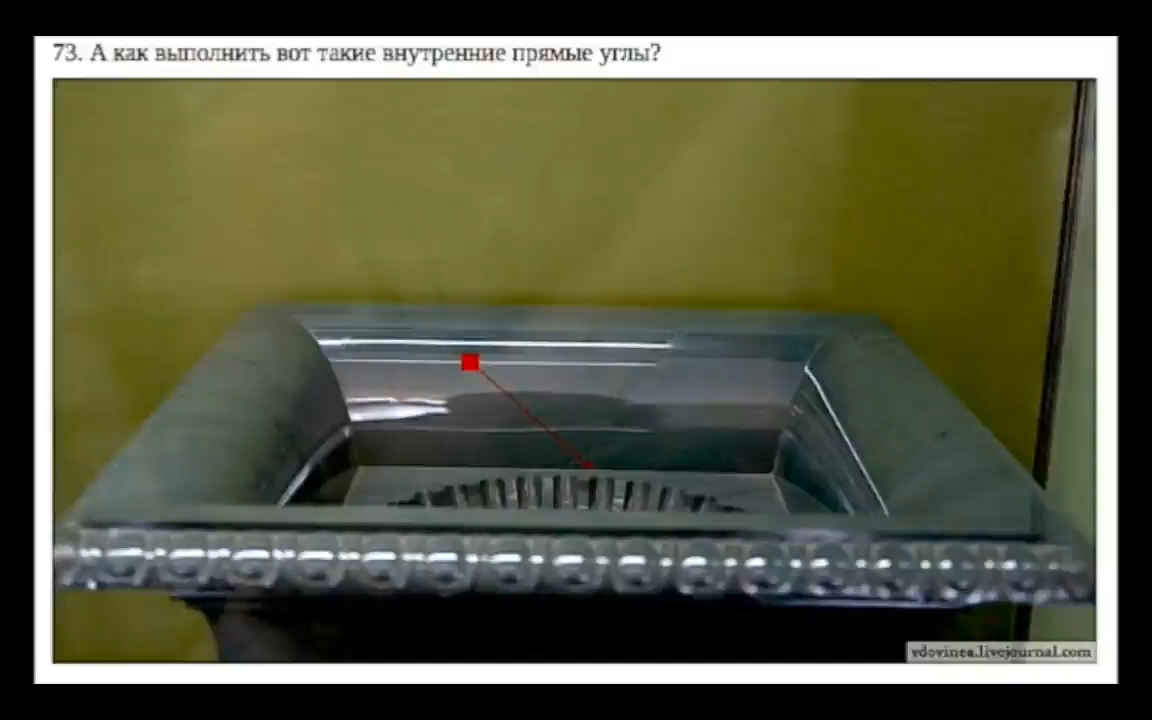 73. А как выполнить вот такие внутренние прямые углы?
vdovinea.livejournal.com